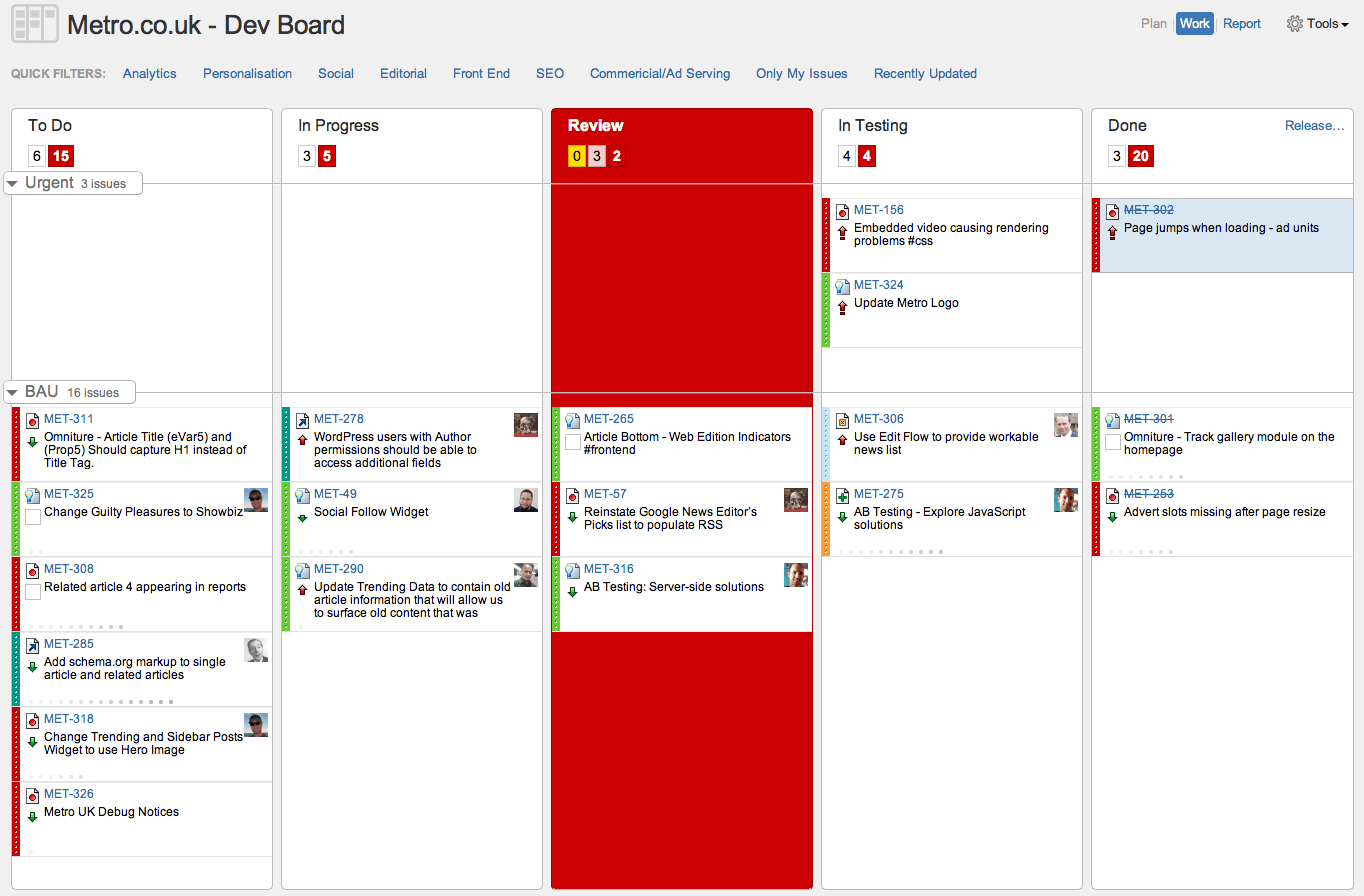 Metro.co.uk - Dev Board
Plan Work Report Tools
QUICK FILTERS: Analytics Personalisation Social Editorial Front End SEO Commericial/Ad Serving Only My Issues Recently Updated
To Do
6 15
In Progress
3 5
Review
0 3 2
In Testing
4 4
Done Release...
3 20
Urgent 3 issues
MET-156
Embedded video causing rendering
problems #css
MET-324
Update Metro Logo
MET-302
Page jumps when loading - ad units
BAU 16 issues
MET-311
Omniture - Article Title (eVar5) and
(Prop5) Should capture H1 instead of
Title Tag.
MET-325
Change Guilty Pleasures to Showbiz
MET-308
Related article 4 appearing in reports
MET-285
Add schema.org markup to single
article and related articles
MET-318
Change Trending and Sidebar Posts
Widget to use Hero Image
MET-326
Metro UK Debug Notices
MET-278
WordPress users with Author
permissions should be able to
access additional fields
MET-49
Social Follow Widget
MET-290
Update Trending Data to contain old
article information that will allow us
to surface old content that was
MET-265
Article Bottom - Web Edition Indicators
#frontend
MET-57
Reinstate Google News Editor's
Picks list to populate RSS
MET-316
AB Testing: Server-side solutions
MET-306
Use Edit Flow to provide workable
news list
MET-275
AB Testing - Explore JavaScript
solutions
MET-301
Omniture - Track gallery module on the
homepage
MET-253
Advert slots missing after page resize